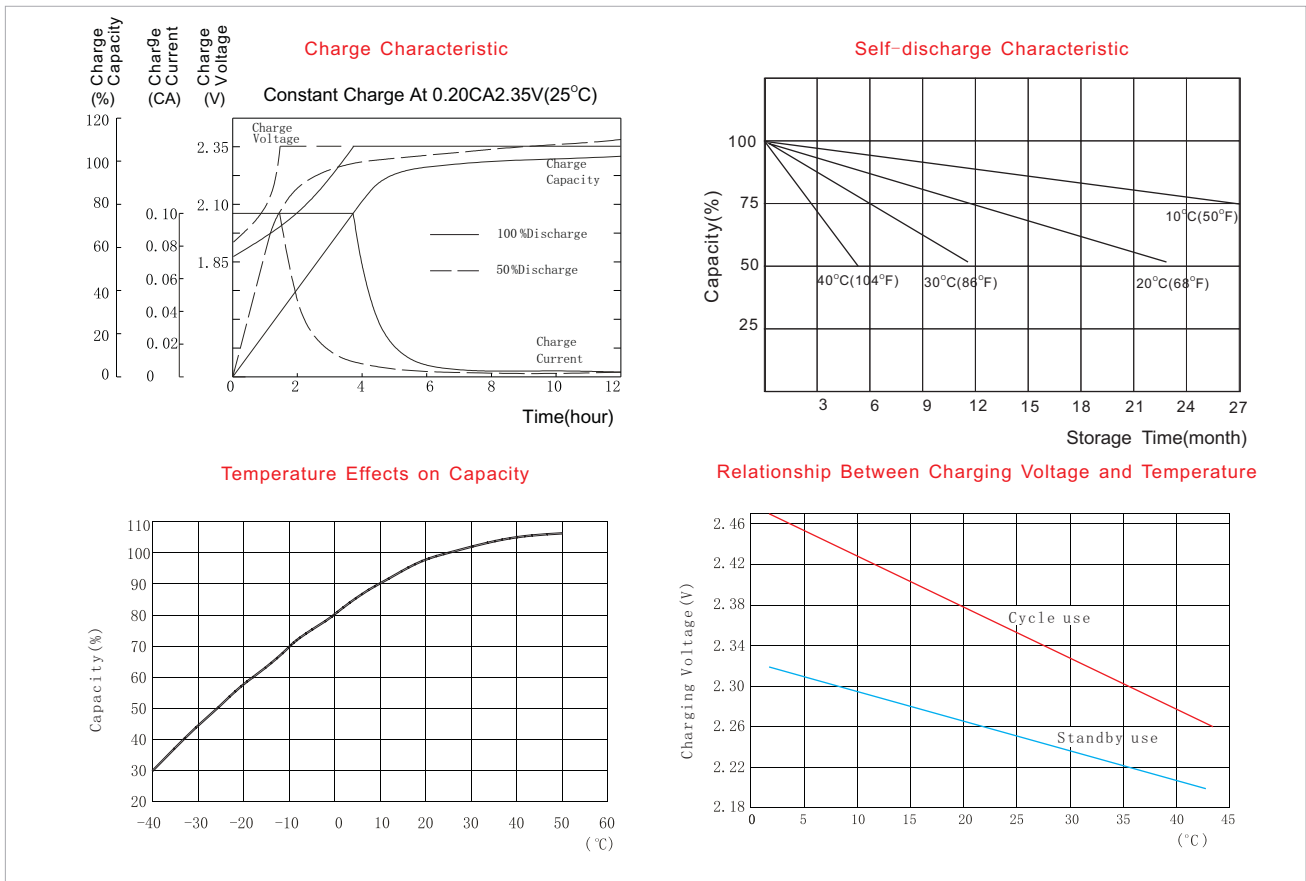 Charge Characteristic
Charge Capacity (%)
Charge Current (CA)
Charge Voltage (V)
Constant Charge At 0.20CA2.35V(25°C)
120
100
80
60
40
20
0
0.10
0.08
0.06
0.04
0.02
0
2.35
2.10
1.85
Charge
Voltage
Charge
Capacity
100%Discharge
50%Discharge
Charge
Current
0 2 4 6 8 10 12
Time(hour)
Self-discharge Characteristic
Capacity(%)
100
75
50
25
10°C(50°F)
40°C(104°F) 30°C(86°F) 20°C(68°F)
3 6 9 12 15 18 21 24 27
Storage Time(month)
Temperature Effects on Capacity
Capacity(%)
110
100
90
80
70
60
50
40
30
20
-40 -30 -20 -10 0 10 20 30 40 50 60
(℃)
Relationship Between Charging Voltage and Temperature
Charging Voltage(V)
2.46
2.42
2.38
2.34
2.30
2.26
2.22
2.18
Cycle use
Standby use
0 5 10 15 20 25 30 35 40 45
(°C)